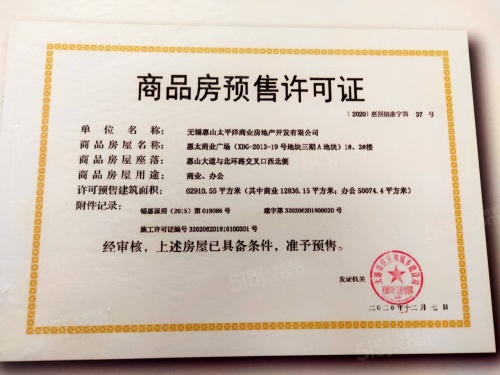 商品房预售许可证
（2020）惠预销准字第 37 号
单位名称： 无锡惠山太平洋商业房地产开发有限公司
商品房屋名称： 惠太商业广场（XDG-2013-19号地块三期A地块）1#、3#楼
商品房屋座落： 惠山大道与北环路交叉口西北侧
商品房屋用途： 商业、办公
许可预售建筑面积： 62910.55平方米（其中商业12836.15平方米；办公50074.4平方米）
附件记录： 锡惠国用（2015）第019086号 建字第320206201800020号
施工许可证编号320206201910100301号
经审核，上述房屋已具备条件，准予预售。
发证机关
二〇二〇年十二月七日